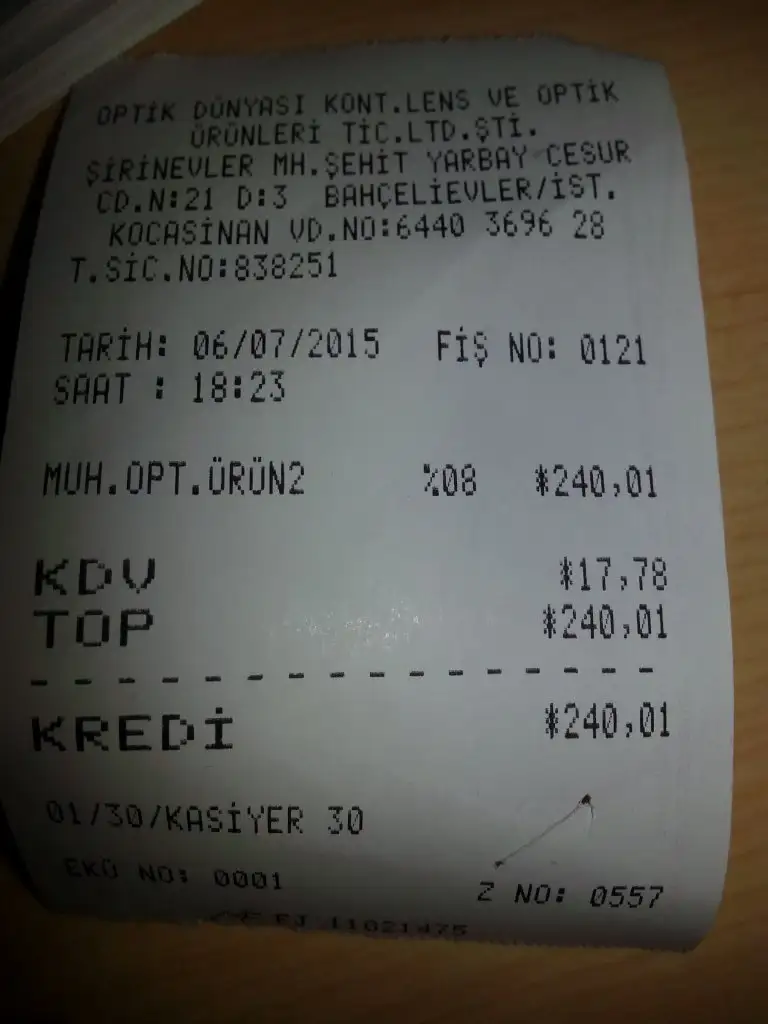 OPTİK DÜNYASI KONT.LENS VE OPTİK
ÜRÜNLERİ TİC.LTD.ŞTİ.
ŞİRİNEVLER MH.ŞEHİT YARBAY CESUR
CD.N:21 D:3 BAHÇELİEVLER/İST.
KOCASİNAN VD.NO:6440 3696 28
T.SİC.NO:838251
TARİH: 06/07/2015 FİŞ NO: 0121
SAAT : 18:23
MUH.OPT.ÜRÜN2 %08 *240,01
KDV *17,78
TOP *240,01
- - - - - - - - - - - - - - - -
KREDİ *240,01
01/30/KASİYER 30
EKÜ NO: 0001 Z NO: 0557